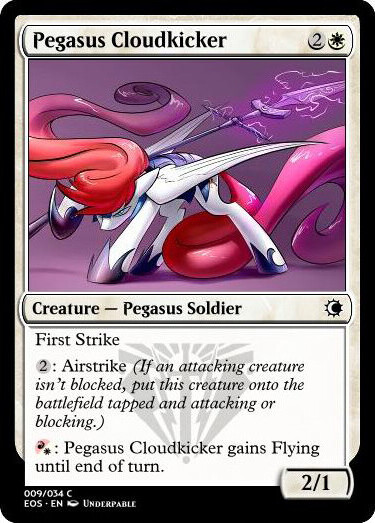 Pegasus Cloudkicker 2
Creature — Pegasus Soldier
First Strike
2: Airstrike (If an attacking creature
isn't blocked, put this creature onto the
battlefield tapped and attacking or
blocking.)
: Pegasus Cloudkicker gains Flying
until end of turn.
2/1
009/034 C
EOS • EN Underpable